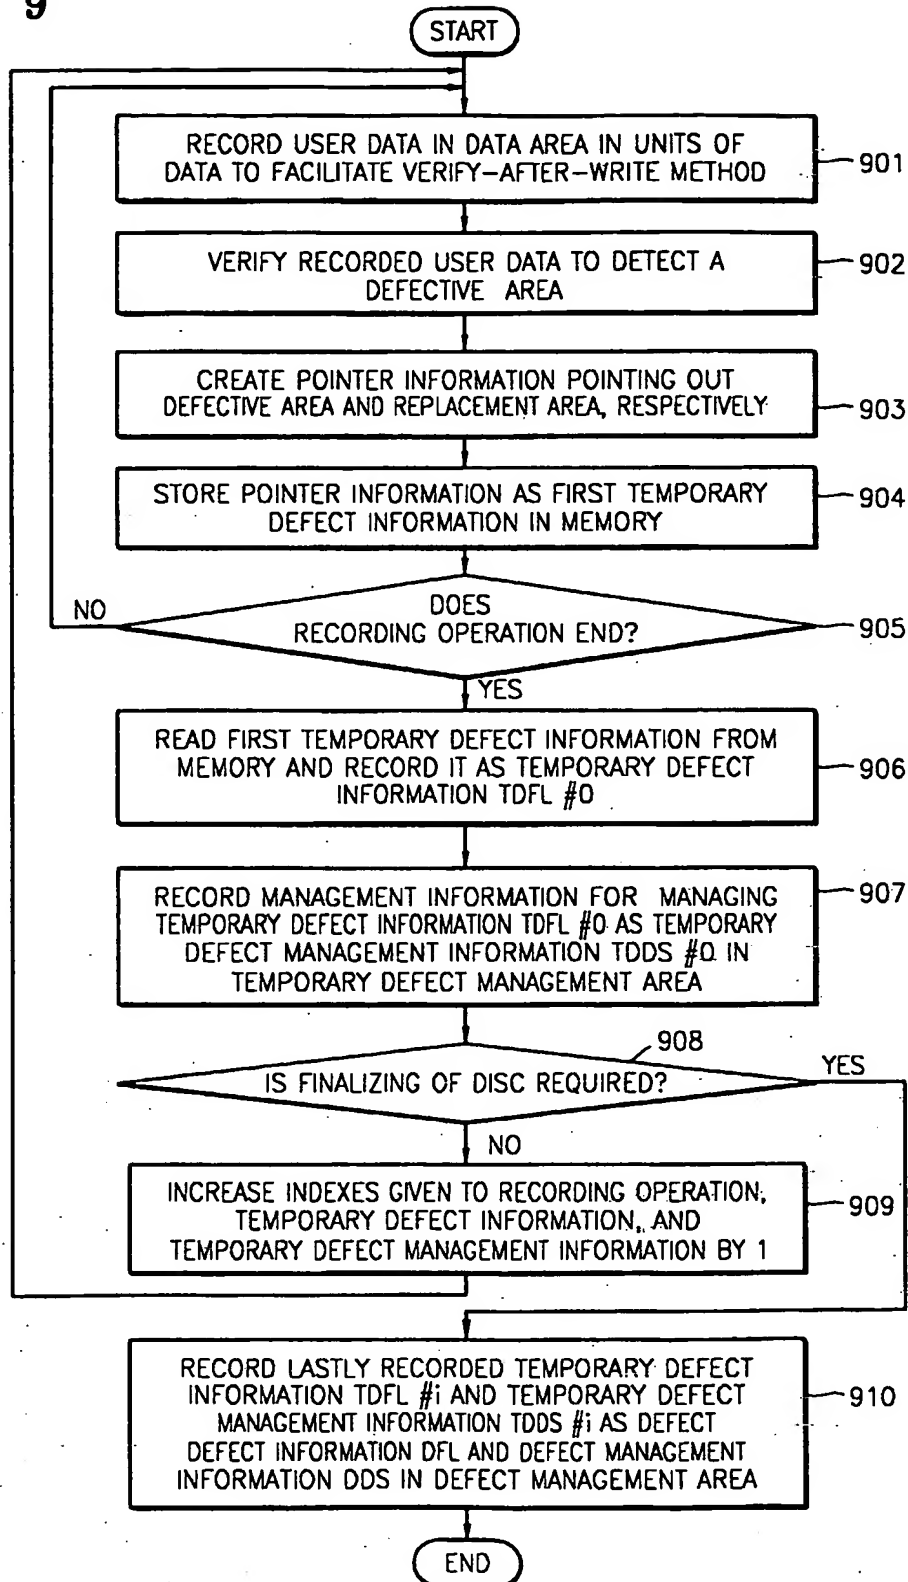 9
START
RECORD USER DATA IN DATA AREA IN UNITS OF
DATA TO FACILITATE VERIFY-AFTER-WRITE METHOD
901
VERIFY RECORDED USER DATA TO DETECT A
DEFECTIVE AREA
902
CREATE POINTER INFORMATION POINTING OUT
DEFECTIVE AREA AND REPLACEMENT AREA, RESPECTIVELY
903
STORE POINTER INFORMATION AS FIRST TEMPORARY
DEFECT INFORMATION IN MEMORY
904
NO
DOES
RECORDING OPERATION END?
905
YES
READ FIRST TEMPORARY DEFECT INFORMATION FROM
MEMORY AND RECORD IT AS TEMPORARY DEFECT
INFORMATION TDFL #0
906
RECORD MANAGEMENT INFORMATION FOR MANAGING
TEMPORARY DEFECT INFORMATION TDFL #0 AS TEMPORARY
DEFECT MANAGEMENT INFORMATION TDDS #0 IN
TEMPORARY DEFECT MANAGEMENT AREA
907
908
IS FINALIZING OF DISC REQUIRED?
YES
NO
INCREASE INDEXES GIVEN TO RECORDING OPERATION,
TEMPORARY DEFECT INFORMATION, AND
TEMPORARY DEFECT MANAGEMENT INFORMATION BY 1
909
RECORD LASTLY RECORDED TEMPORARY DEFECT
INFORMATION TDFL #i AND TEMPORARY DEFECT
MANAGEMENT INFORMATION TDDS #i AS DEFECT
DEFECT INFORMATION DFL AND DEFECT MANAGEMENT
INFORMATION DDS IN DEFECT MANAGEMENT AREA
910
END